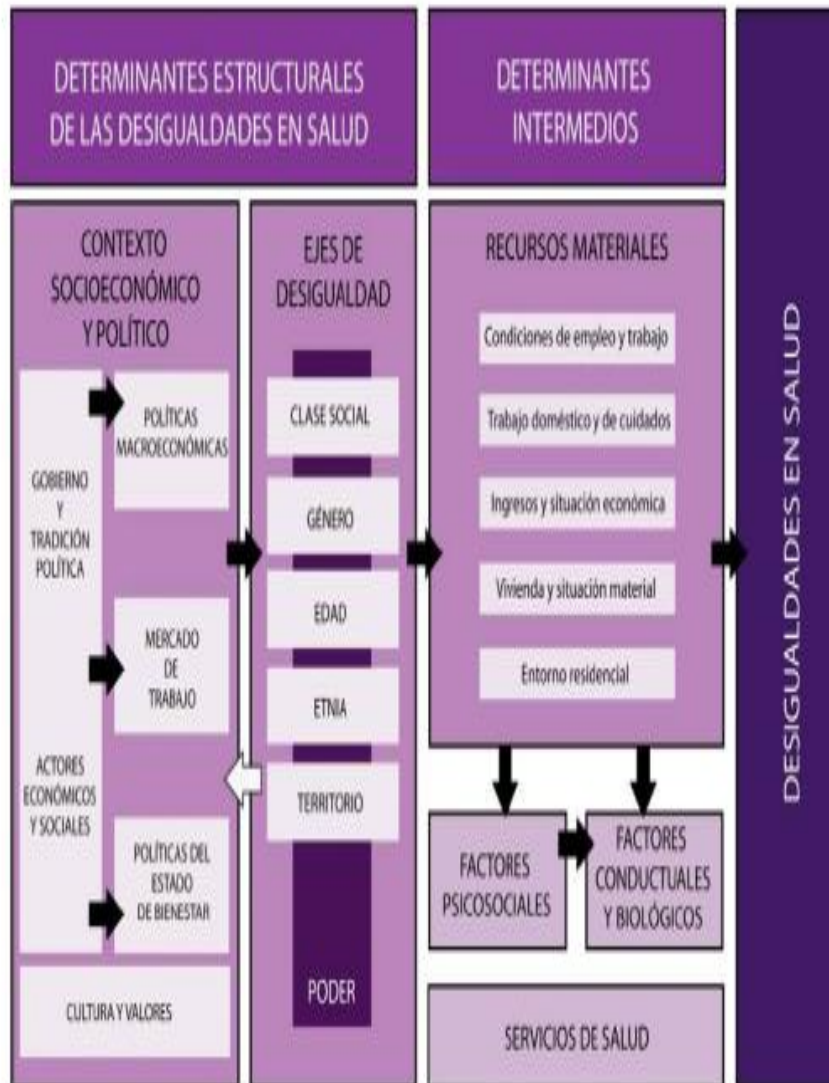 DETERMINANTES ESTRUCTURALES
DE LAS DESIGUALDADES EN SALUD
DETERMINANTES
INTERMEDIOS
CONTEXTO
SOCIOECONÓMICO
Y POLÍTICO
GOBIERNO
Y
TRADICIÓN
POLÍTICA
ACTORES
ECONÓMICOS
Y SOCIALES
POLÍTICAS
MACROECONÓMICAS
MERCADO
DE
TRABAJO
POLÍTICAS DEL
ESTADO
DE BIENESTAR
CULTURA Y VALORES
EJES DE
DESIGUALDAD
CLASE SOCIAL
GÉNERO
EDAD
ETNIA
TERRITORIO
PODER
RECURSOS MATERIALES
Condiciones de empleo y trabajo
Trabajo doméstico y de cuidados
Ingresos y situación económica
Vivienda y situación material
Entorno residencial
FACTORES
PSICOSOCIALES
FACTORES
CONDUCTUALES
Y BIOLÓGICOS
SERVICIOS DE SALUD
DESIGUALDADES EN SALUD